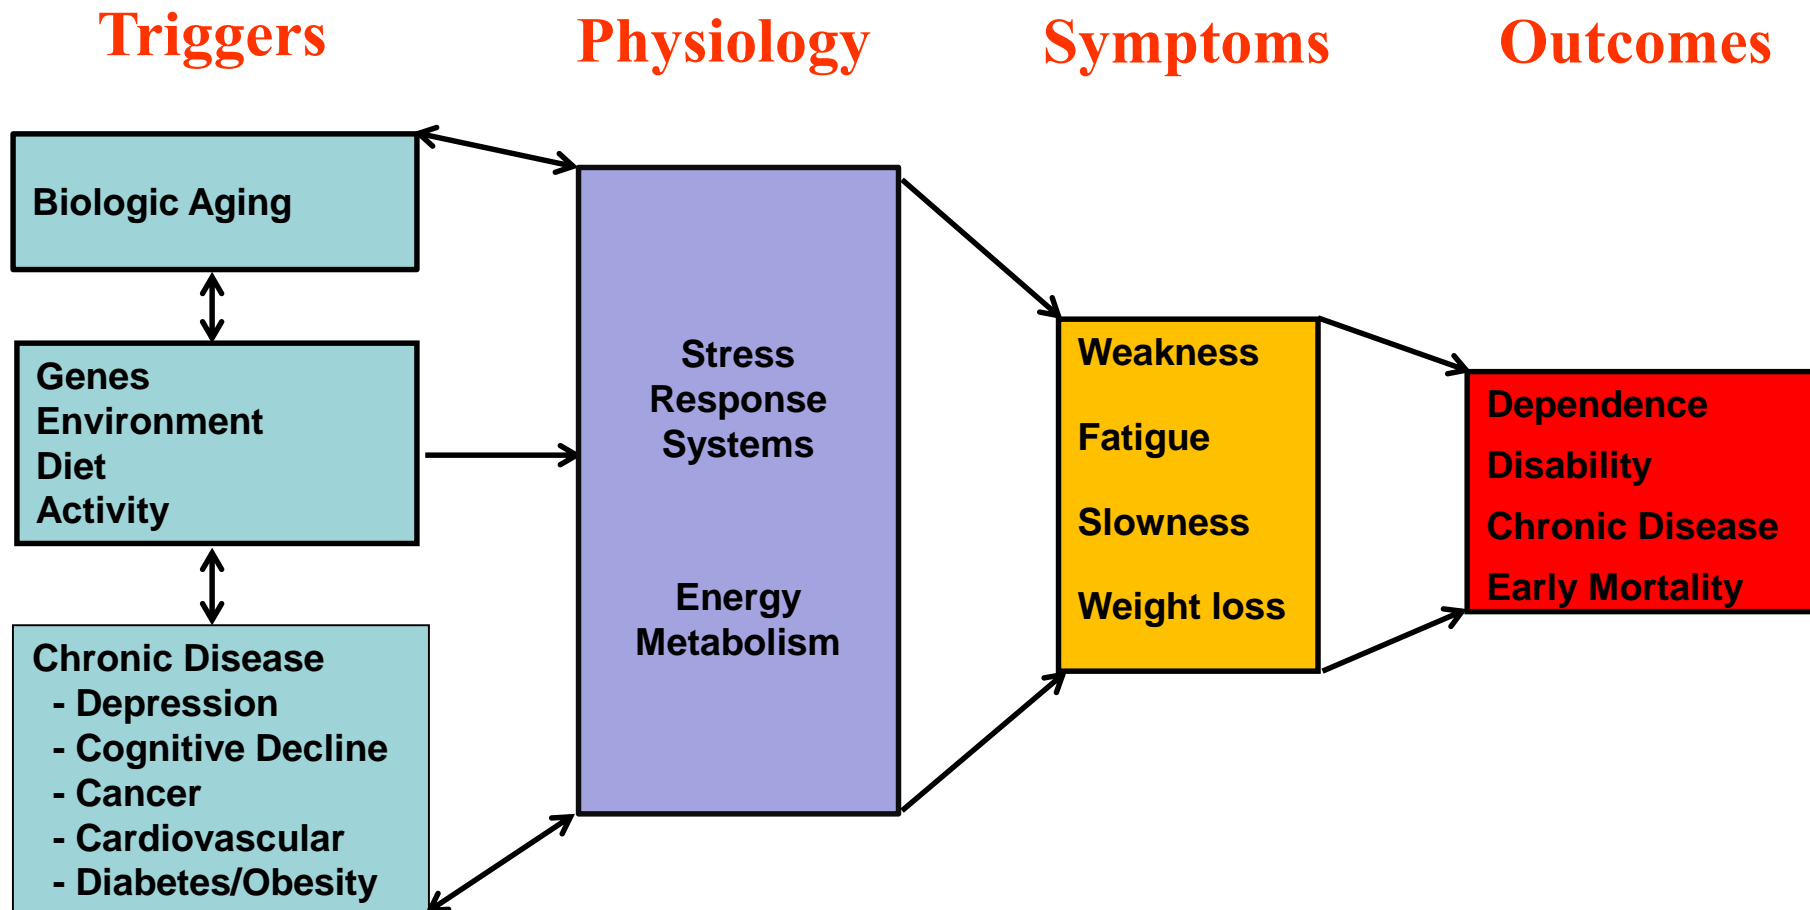 Triggers
Physiology
Symptoms
Outcomes
Biologic Aging
Genes
Environment
Diet
Activity
Chronic Disease
- Depression
- Cognitive Decline
- Cancer
- Cardiovascular
- Diabetes/Obesity
Stress
Response
Systems
Energy
Metabolism
Weakness
Fatigue
Slowness
Weight loss
Dependence
Disability
Chronic Disease
Early Mortality